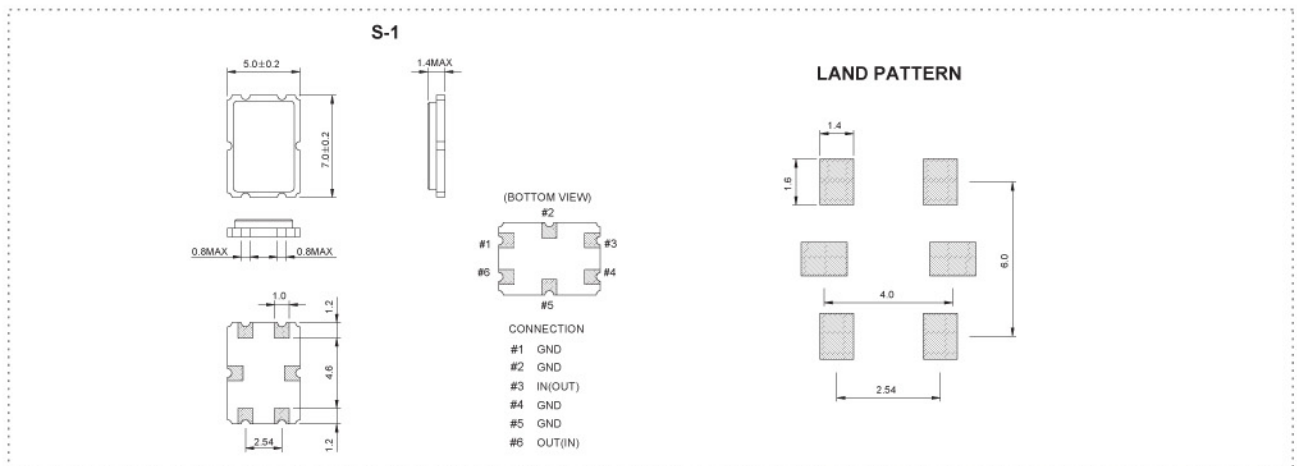 S-1
5.0±0.2
1.4MAX
7.0±0.2
0.8MAX
0.8MAX
1.0
1.2
4.6
1.2
2.54
(BOTTOM VIEW)
#2
#1
#3
#6
#4
#5
CONNECTION
#1 GND
#2 GND
#3 IN(OUT)
#4 GND
#5 GND
#6 OUT(IN)
LAND PATTERN
1.4
1.6
6.0
4.0
2.54